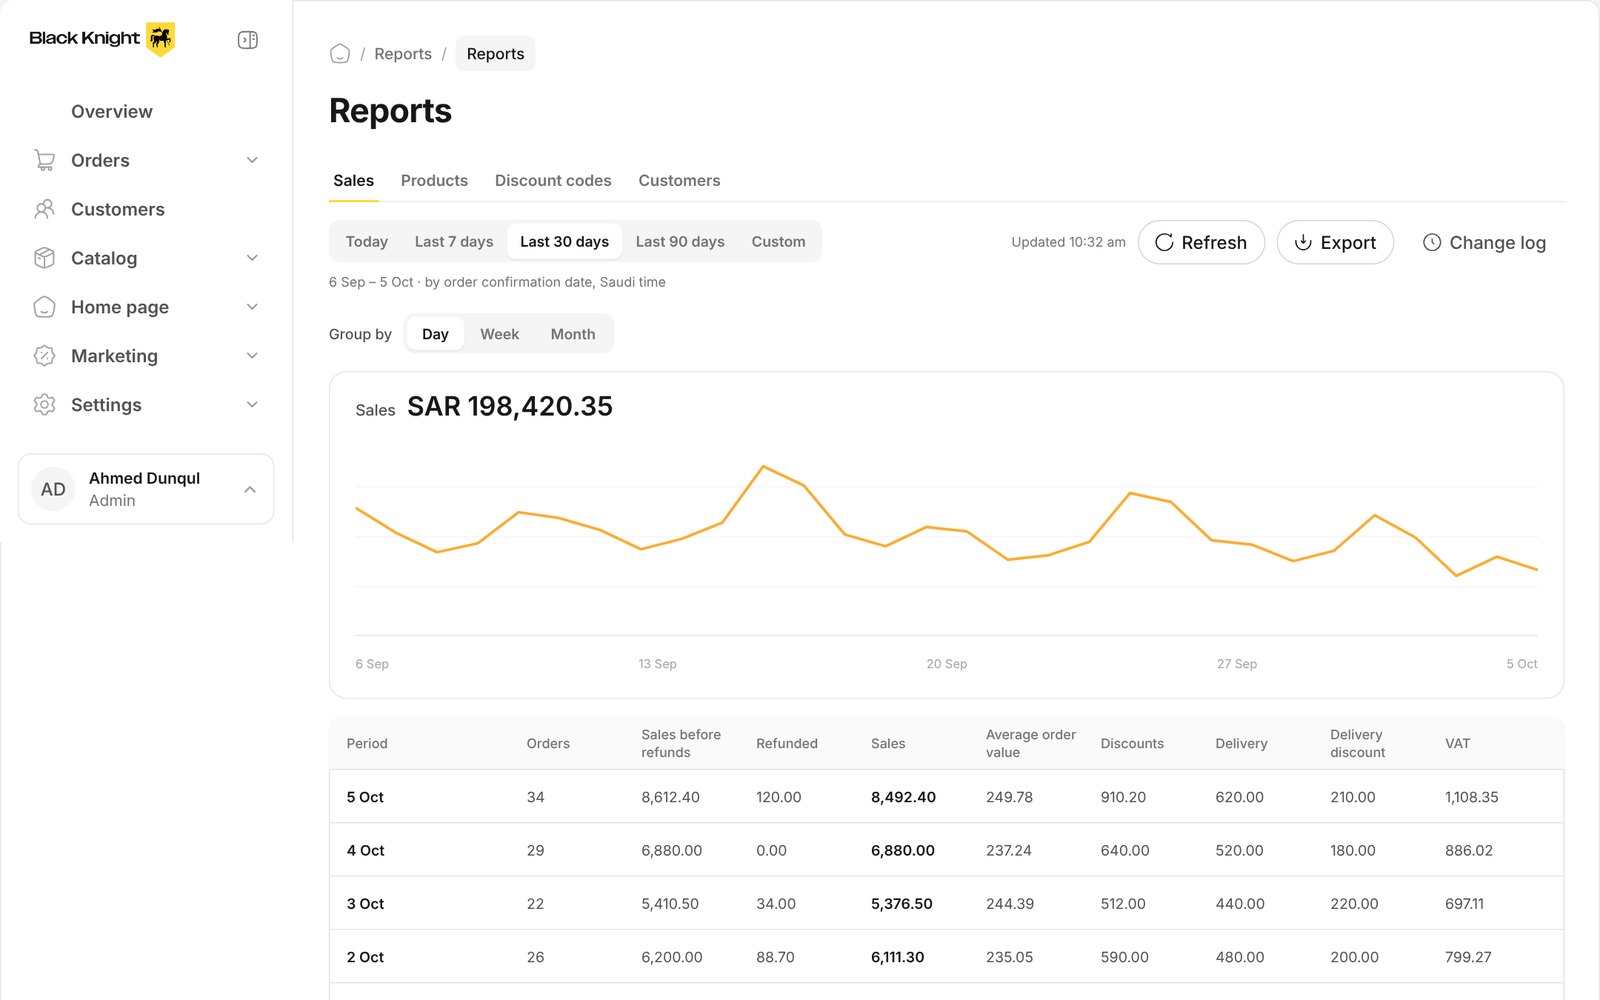 Black Knight
Overview
Orders
Customers
Catalog
Home page
Marketing
Settings
AD
Ahmed Dunqul
Admin
/ Reports / Reports
Reports
Sales Products Discount codes Customers
Today Last 7 days Last 30 days Last 90 days Custom
Updated 10:32 am Refresh Export Change log
6 Sep – 5 Oct · by order confirmation date, Saudi time
Group by Day Week Month
Sales SAR 198,420.35
6 Sep 13 Sep 20 Sep 27 Sep 5 Oct
Period Orders Sales before refunds Refunded Sales Average order value Discounts Delivery Delivery discount VAT
5 Oct 34 8,612.40 120.00 8,492.40 249.78 910.20 620.00 210.00 1,108.35
4 Oct 29 6,880.00 0.00 6,880.00 237.24 640.00 520.00 180.00 886.02
3 Oct 22 5,410.50 34.00 5,376.50 244.39 512.00 440.00 220.00 697.11
2 Oct 26 6,200.00 88.70 6,111.30 235.05 590.00 480.00 200.00 799.27